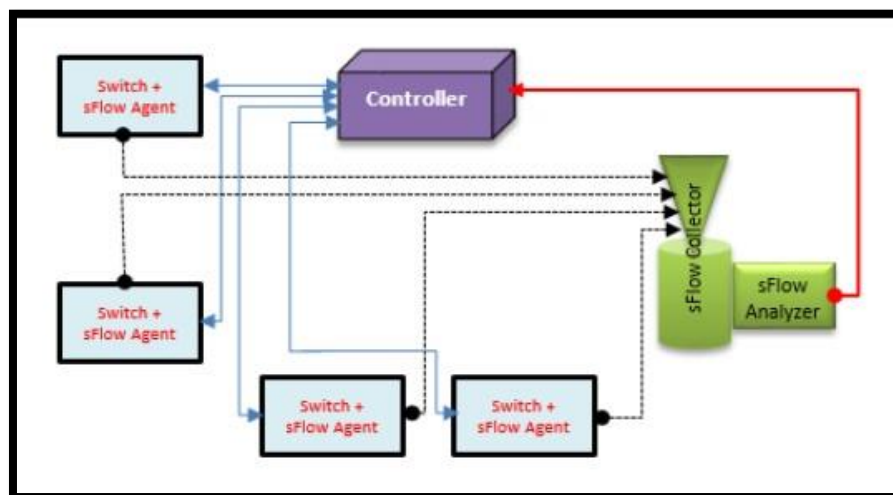 Switch +
sFlow Agent
Controller
sFlow Collector
Switch +
sFlow Agent
sFlow
Analyzer
Switch +
sFlow Agent
Switch +
sFlow Agent